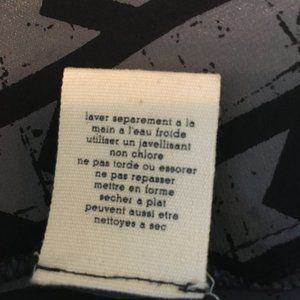 laver separement a la
main a l'eau froide
utiliser un javellisant
non chlore
ne pas torde ou essorer
ne pas repasser
mettre en forme
secher a plat
peuvent aussi etre
nettoyes a sec